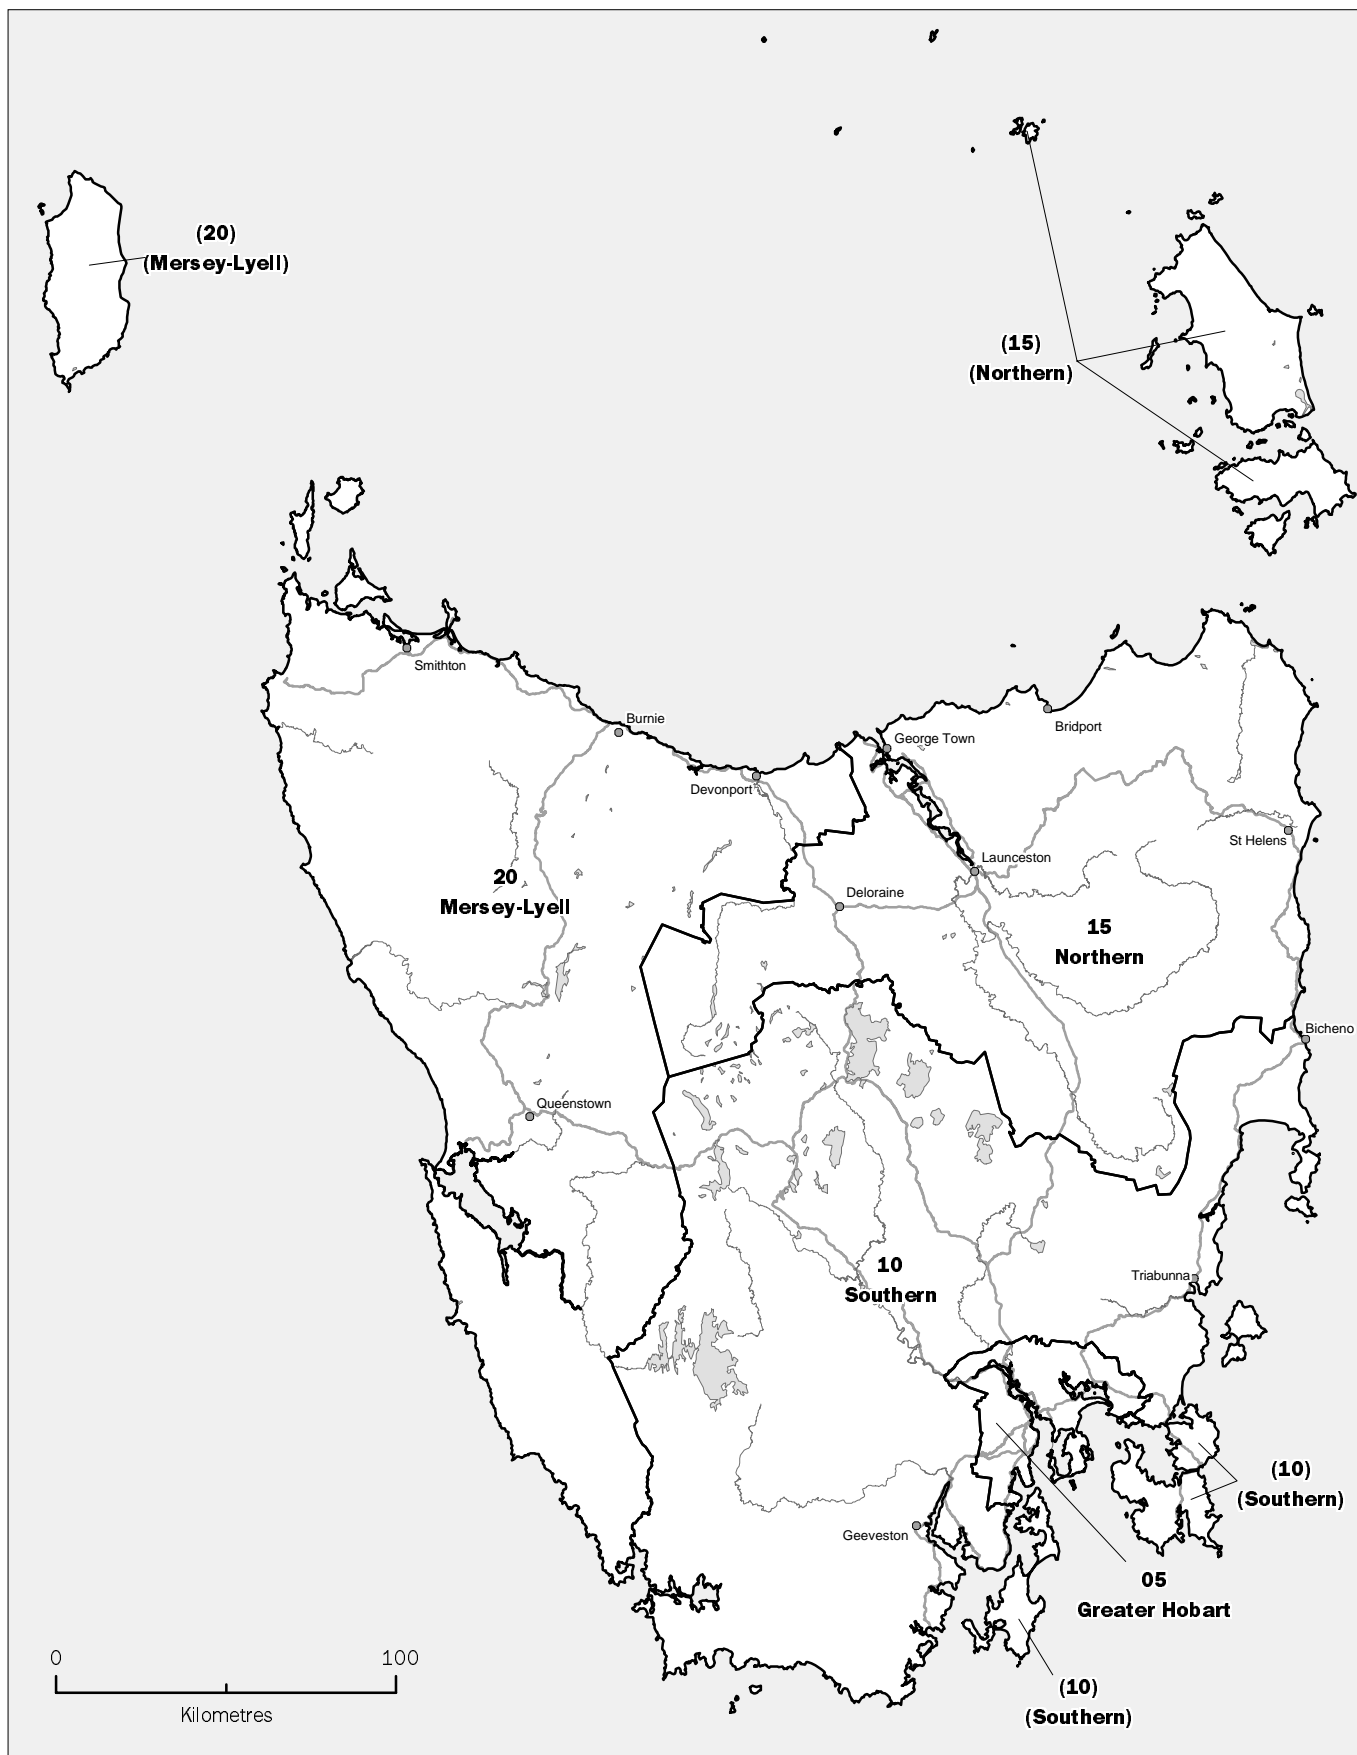 (20)
(Mersey-Lyell)
(15)
(Northern)
Smithton
Burnie
Bridport
George Town
Devonport
St Helens
Launceston
20
Mersey-Lyell
Deloraine
15
Northern
Bicheno
Queenstown
10
Southern
Triabunna
(10)
(Southern)
Geeveston
05
Greater Hobart
0 100
Kilometres
(10)
(Southern)